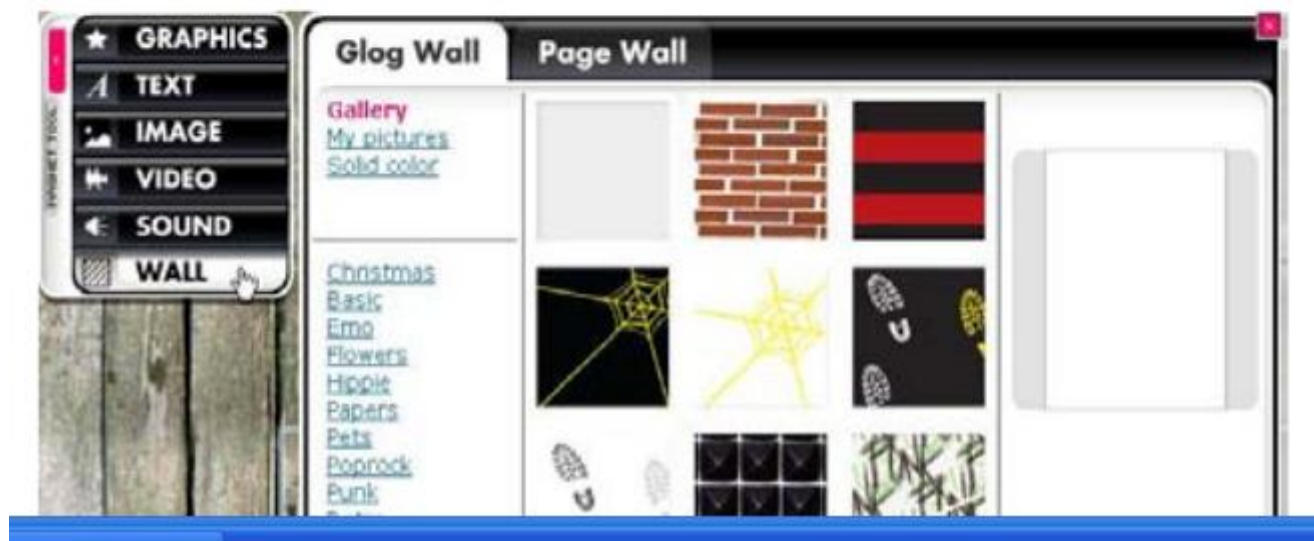 GRAPHICS
TEXT
IMAGE
VIDEO
SOUND
WALL
Glog Wall
Page Wall
Gallery
My pictures
Solid color
Christmas
Basic
Emo
Flowers
Hippie
Papers
Pets
Poprock
Punk